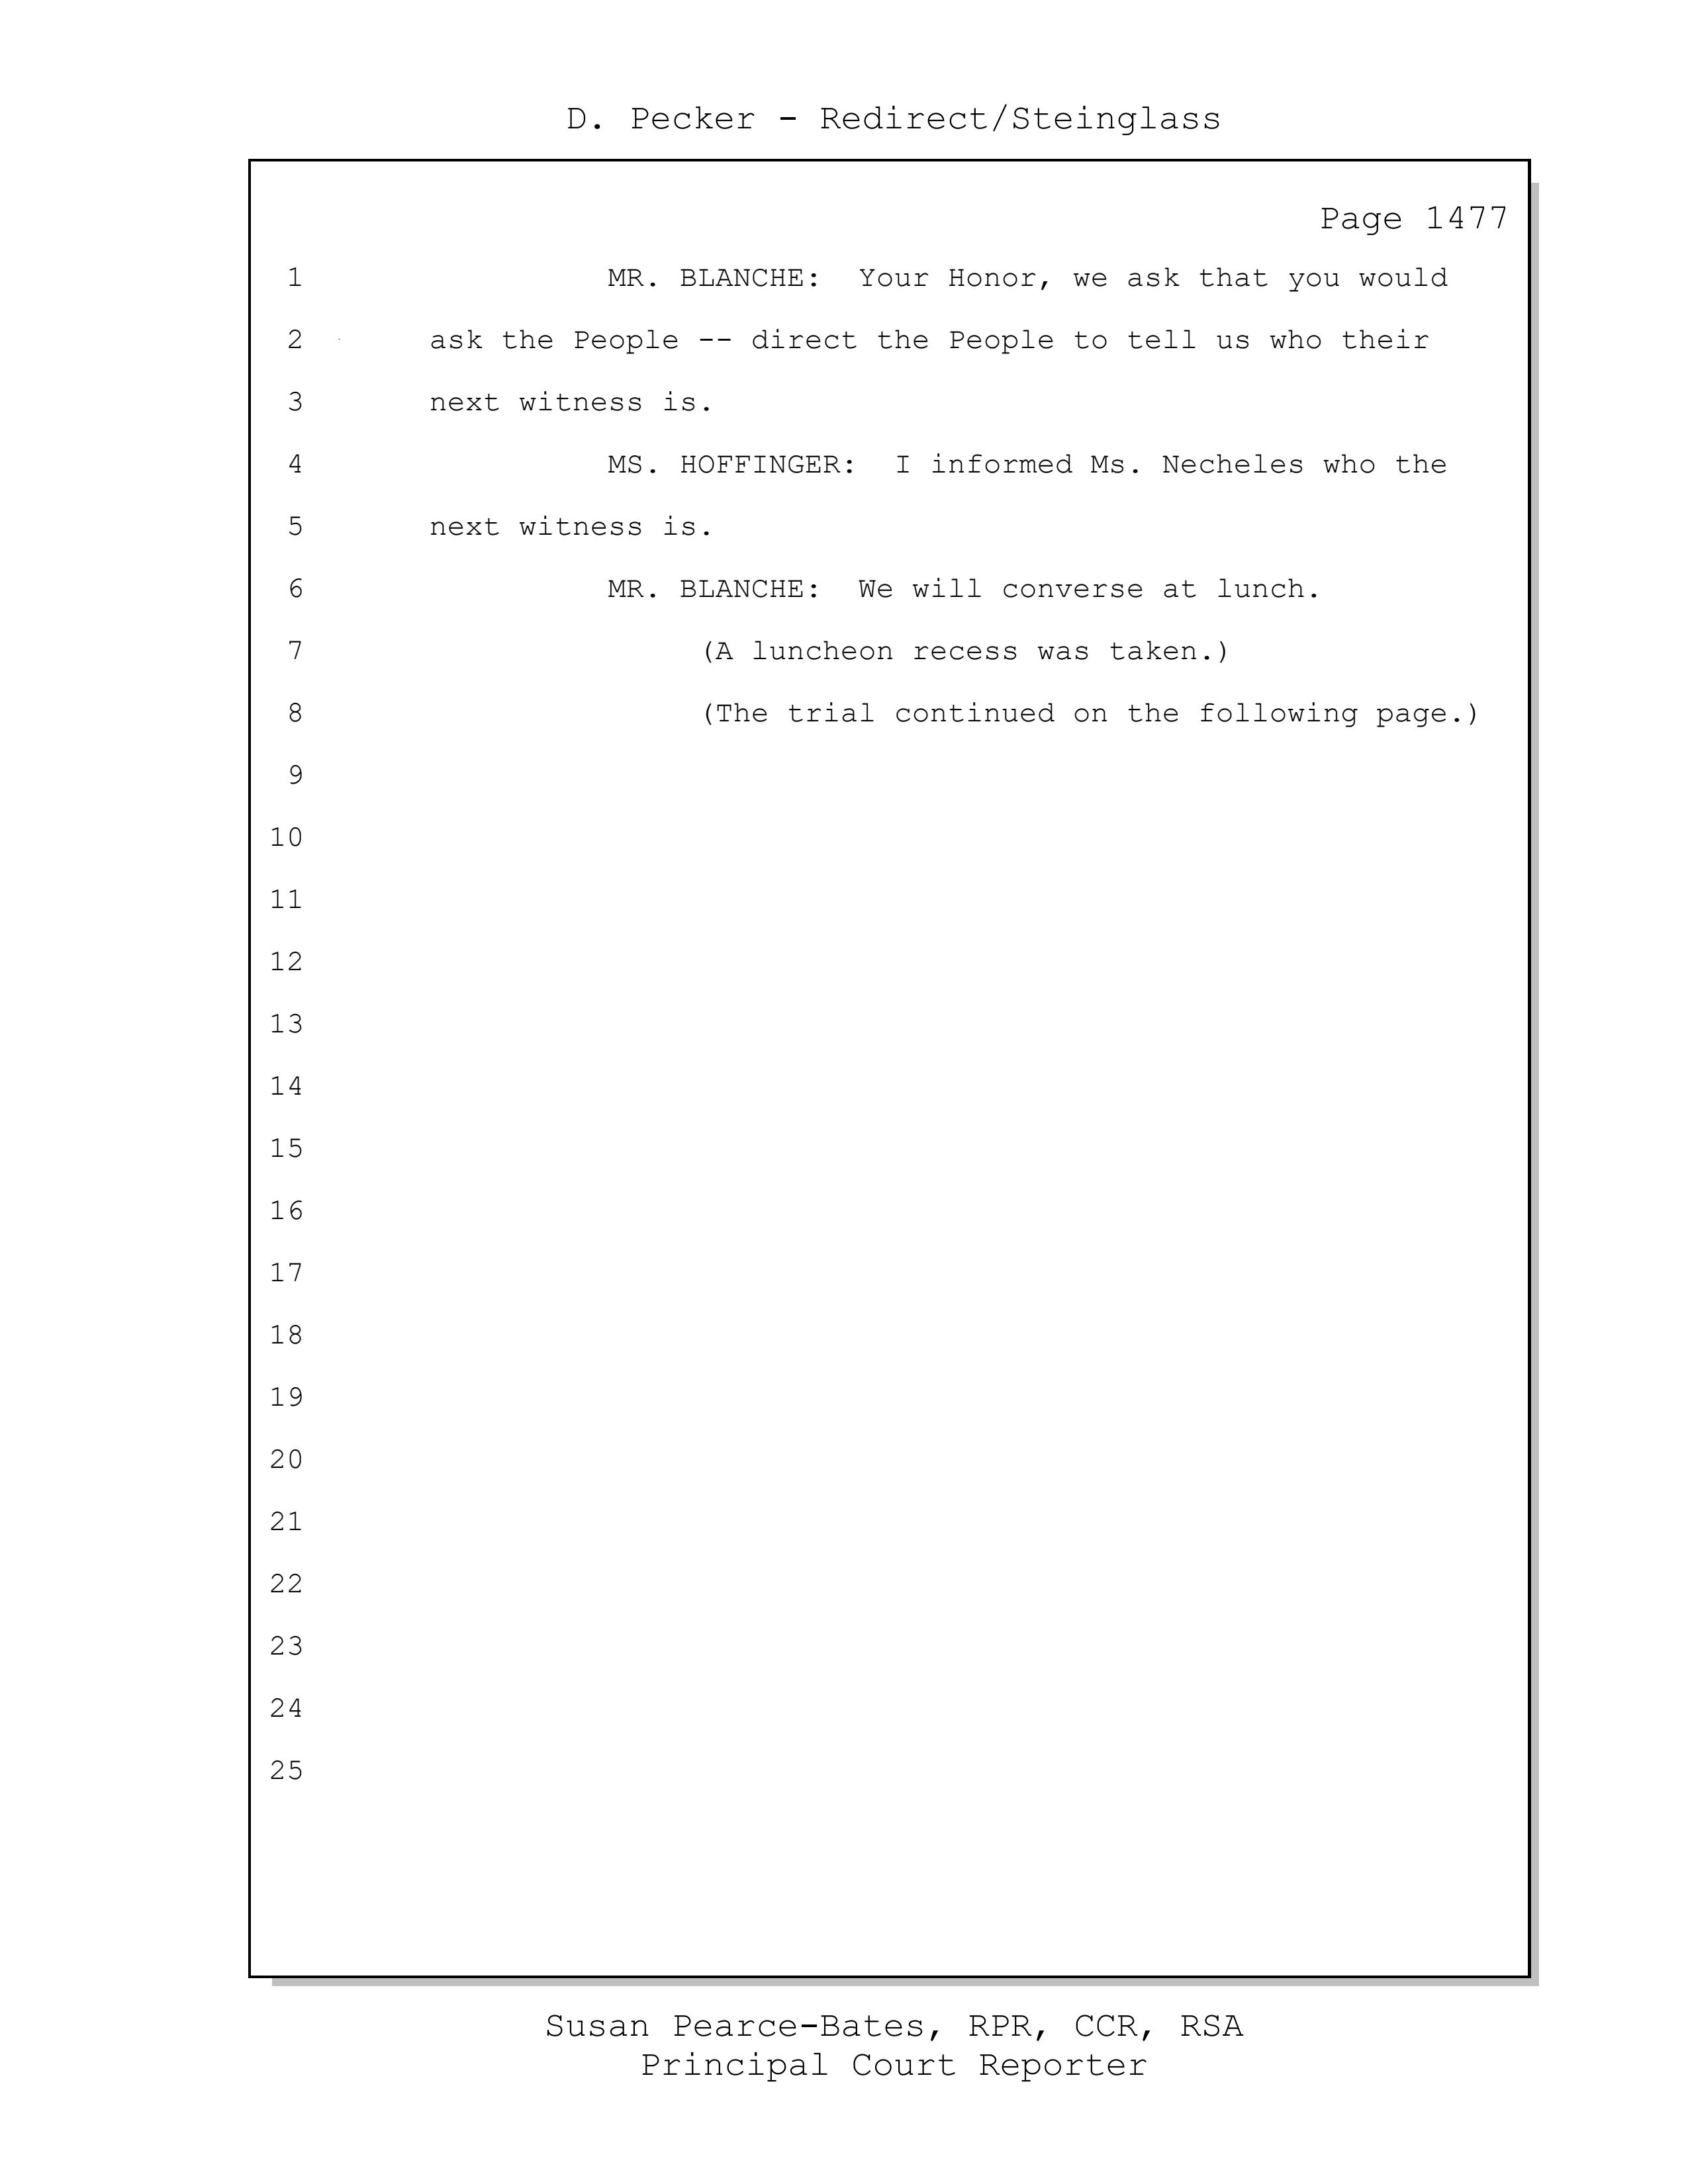 D. Pecker - Redirect/Steinglass
Page 1477
1 MR. BLANCHE: Your Honor, we ask that you would
2 ask the People -- direct the People to tell us who their
3 next witness is.
4 MS. HOFFINGER: I informed Ms. Necheles who the
5 next witness is.
6 MR. BLANCHE: We will converse at lunch.
7 (A luncheon recess was taken.)
8 (The trial continued on the following page.)
9
10
11
12
13
14
15
16
17
18
19
20
21
22
23
24
25
Susan Pearce-Bates, RPR, CCR, RSA
Principal Court Reporter